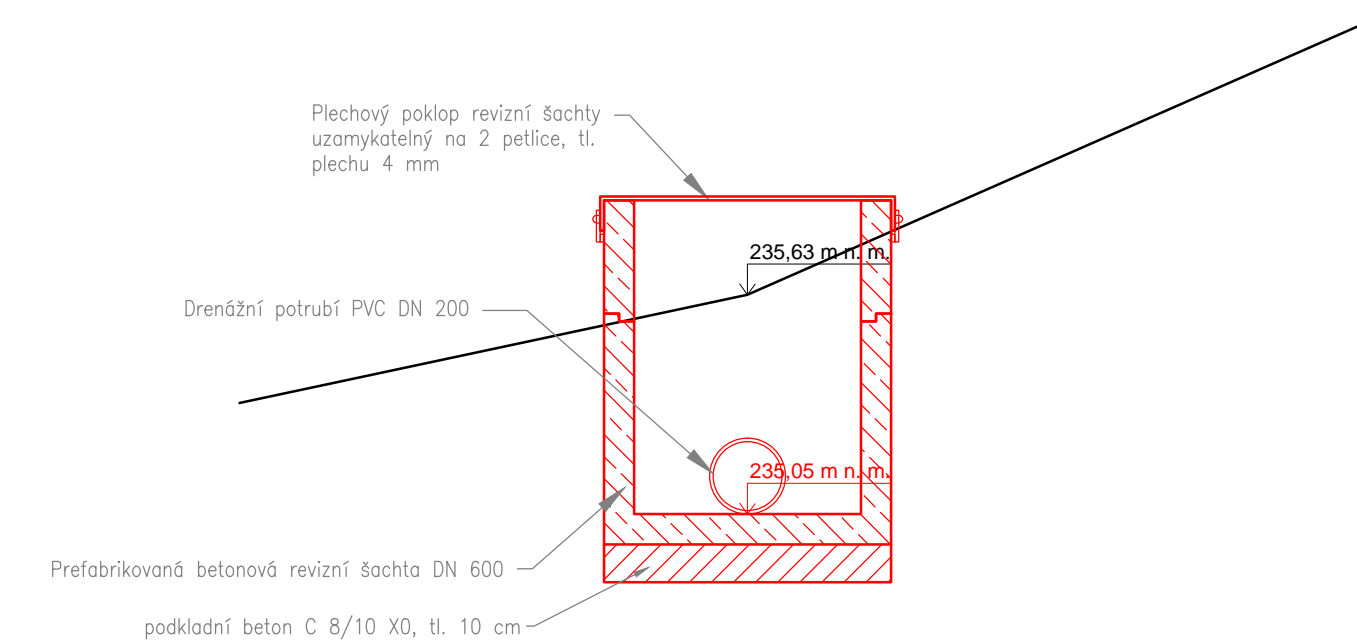 Plechový poklop revizní šachty
uzamykatelný na 2 petlice, tl.
plechu 4 mm
235,63 m n. m.
Drenážní potrubí PVC DN 200
235,05 m n. m.
Prefabrikovaná betonová revizní šachta DN 600
podkladní beton C 8/10 X0, tl. 10 cm